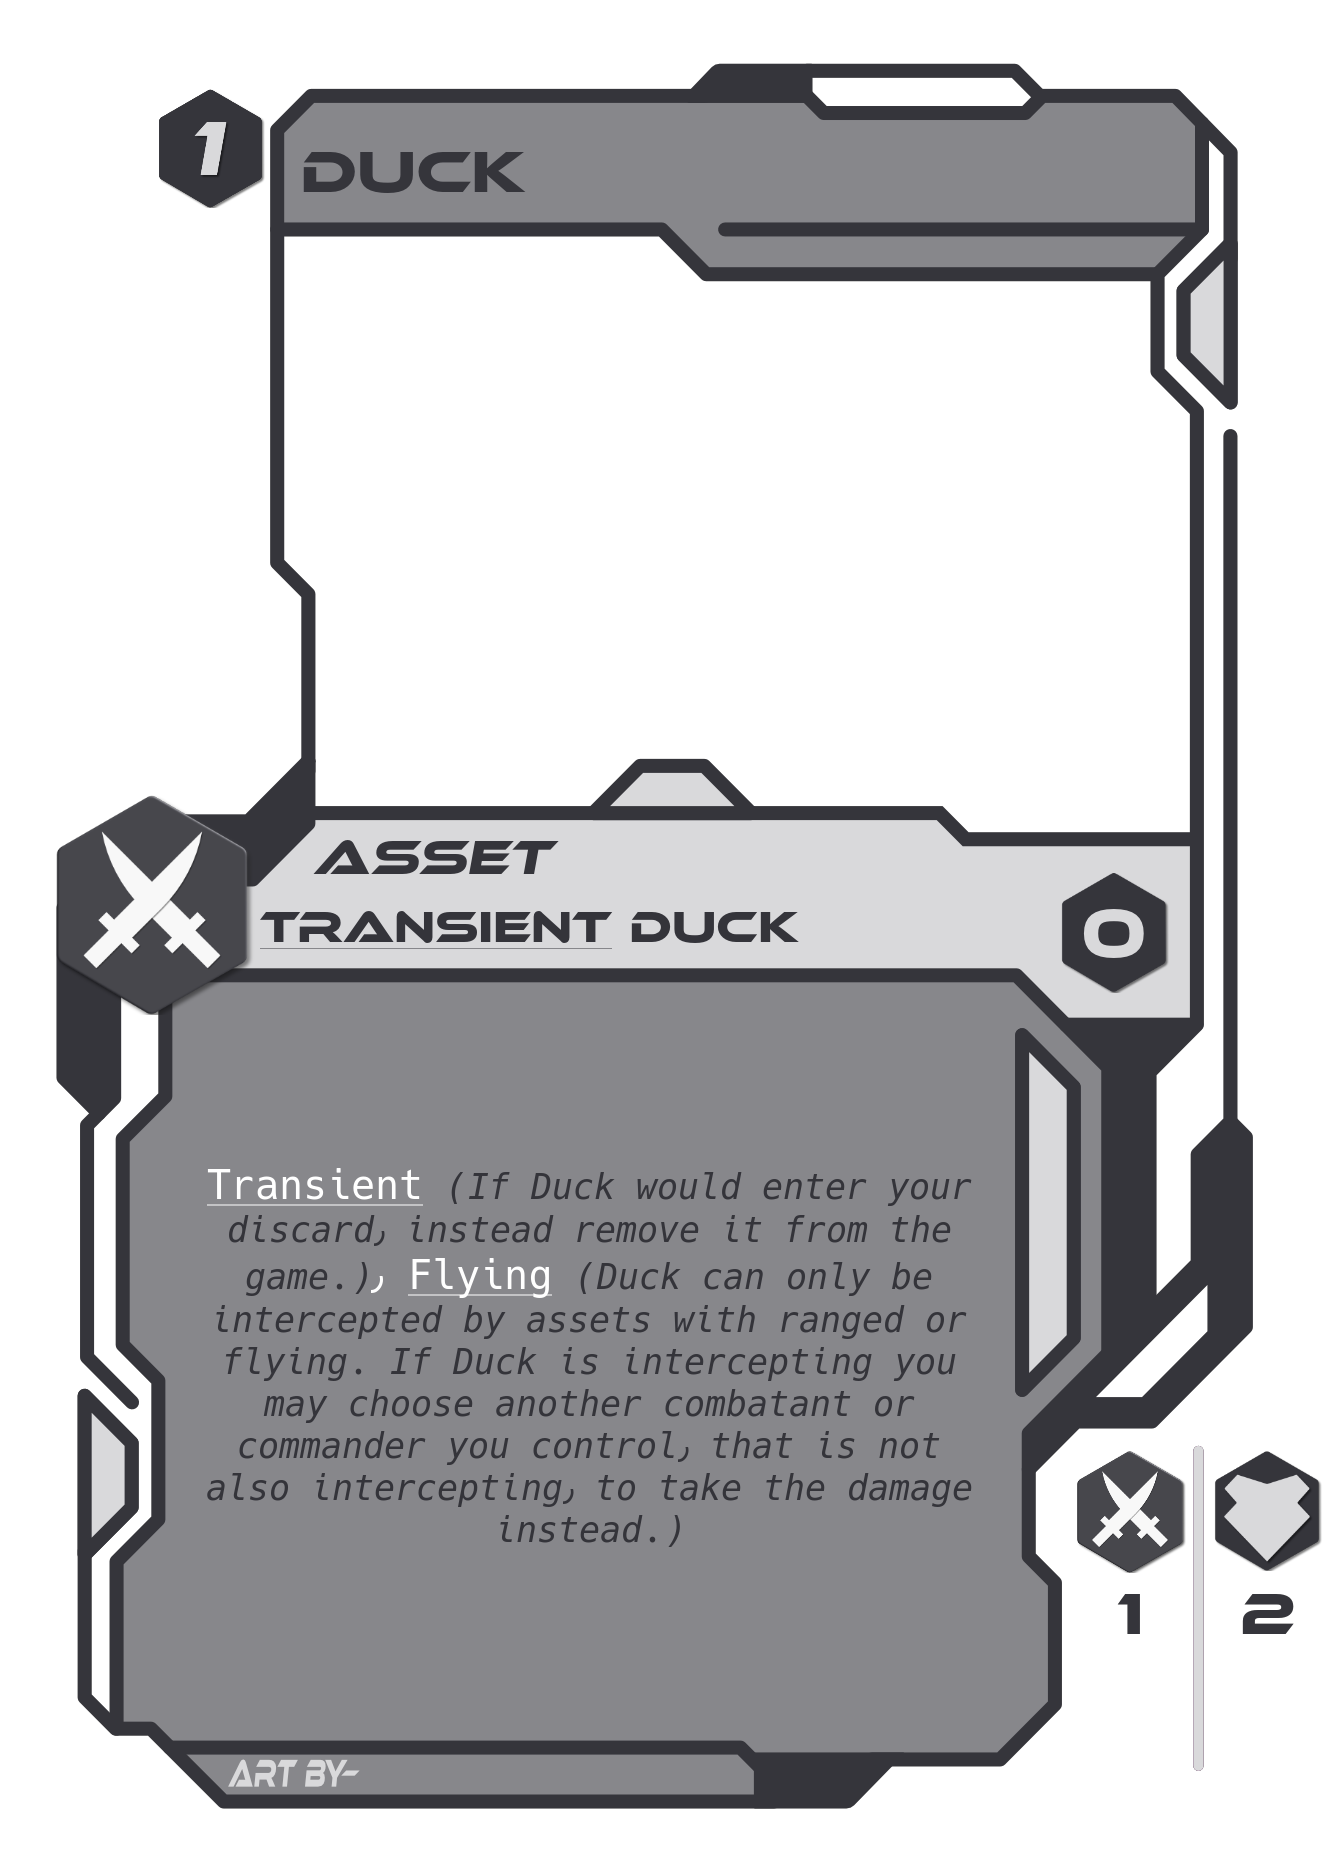 1
DUCK
ASSET
TRANSIENT DUCK
0
Transient (If Duck would enter your
discard, instead remove it from the
game.), Flying (Duck can only be
intercepted by assets with ranged or
flying. If Duck is intercepting you
may choose another combatant or
commander you control, that is not
also intercepting, to take the damage
instead.)
1
2
ART BY-